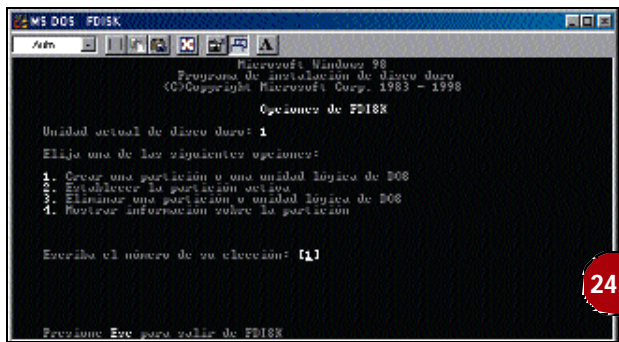 MS DOS FDISK
Auto
A
Microsoft Windows 98
Programa de instalación de disco duro
(C)Copyright Microsoft Corp. 1983 - 1998
Opciones de FDISK
Unidad actual de disco duro: 1
Elija una de las siguientes opciones:
1. Crear una partición o una unidad lógica de DOS
2. Establecer la partición activa
3. Eliminar una partición o unidad lógica de DOS
4. Mostrar información sobre la partición
Escriba el número de su elección: [1]
24
Presione Esc para salir de FDISK